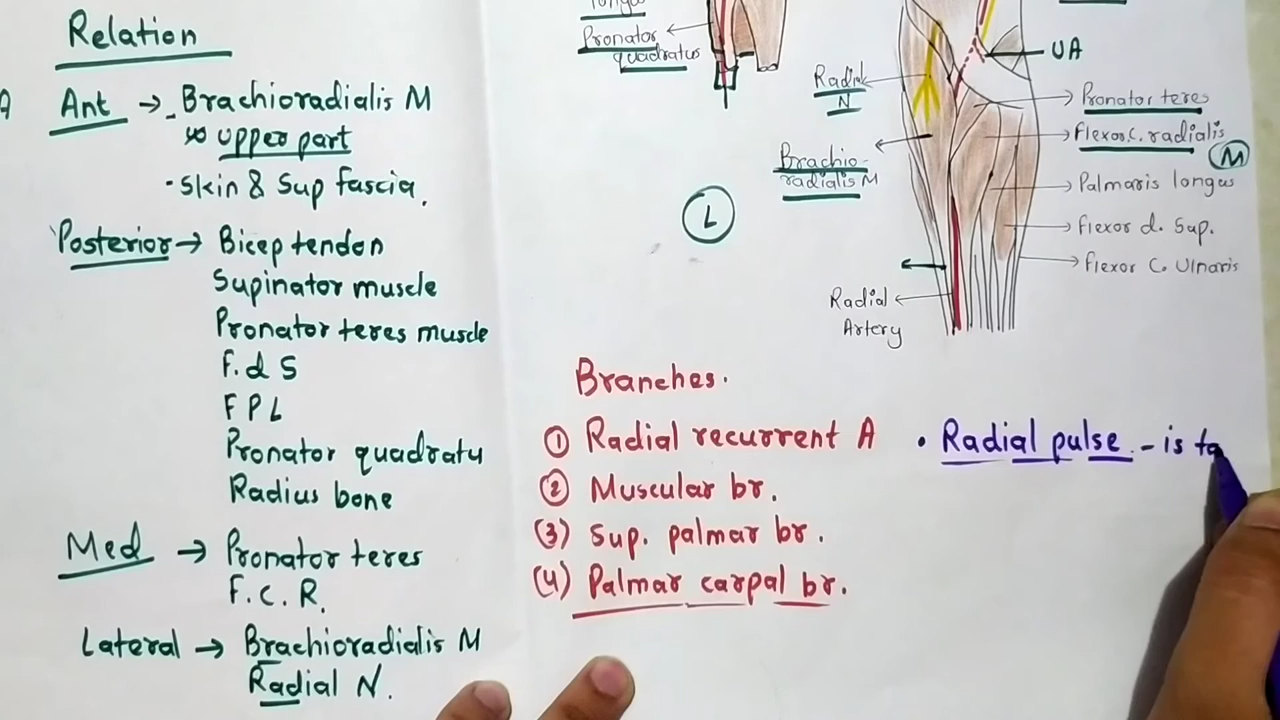 Relation
A Ant → Brachioradialis M
upper part
Skin & Sup fascia.
Posterior → Bicep tendon
Supinator muscle
Pronator teres muscle
F.d S
F P L
Pronator quadratu
Radius bone
Med → Pronator teres
F.C.R.
Lateral → Brachioradialis M
Radial N.
longus
Pronator
quadratus
L
UA
Radial
N
Brachio-
radialis M
Radial
Artery
Pronator teres
Flexor C. radialis
M
Palmaris longus
Flexor d. Sup.
Flexor C. Ulnaris
Branches.
① Radial recurrent A
② Muscular br.
(3) Sup. palmar br.
(4) Palmar carpal br.
• Radial pulse - is ta